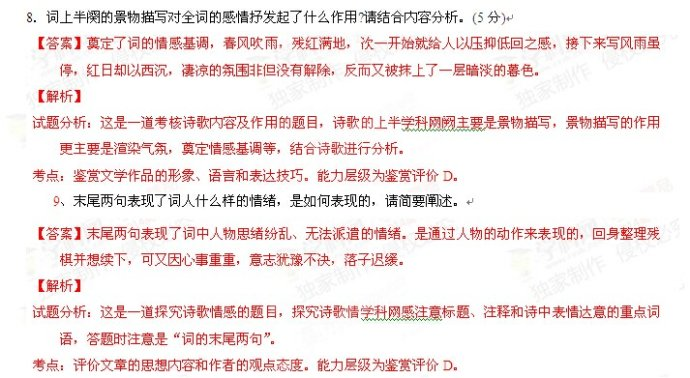 8．词上半阕的景物描写对全词的感情抒发起了什么作用?请结合内容分析。(5 分)
【答案】奠定了词的情感基调，春风吹雨，残红满地，次一开始就给人以压抑低回之感，接下来写风雨虽
停，红日却以西沉，凄凉的氛围非但没有解除，反而又被抹上了一层暗淡的暮色。
【解析】
试题分析：这是一道考核诗歌内容及作用的题目，诗歌的上半学科网阕主要是景物描写，景物描写的作用
更主要是渲染气氛，奠定情感基调等，结合诗歌进行分析。
考点：鉴赏文学作品的形象、语言和表达技巧。能力层级为鉴赏评价 D。
9、末尾两句表现了词人什么样的情绪，是如何表现的，请简要阐述。
【答案】末尾两句表现了词中人物思绪纷乱、无法派遣的情绪。是通过人物的动作来表现的，回身整理残
棋并想续下，可又因心事重重，意志犹豫不决，落子迟缓。
【解析】
试题分析：这是一道探究诗歌情感的题目，探究诗歌情学科网感注意标题、注释和诗中表情达意的重点词
语，答题时注意是“词的末尾两句”。
考点：评价文章的思想内容和作者的观点态度。能力层级为鉴赏评价 D。